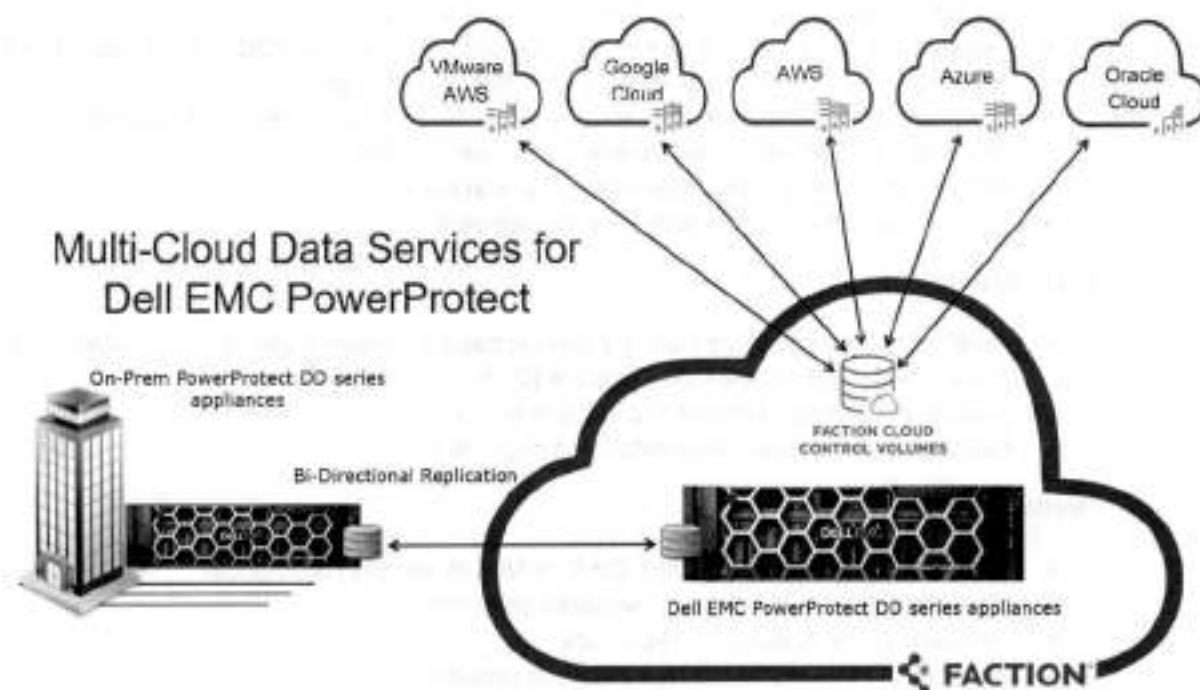 VMware
AWS
Google
Cloud
AWS
Azure
Oracle
Cloud
Multi-Cloud Data Services for
Dell EMC PowerProtect
On-Prem PowerProtect DD series
appliances
FACTION CLOUD
CONTROL VOLUMES
Bi-Directional Replication
Dell EMC PowerProtect DD series appliances
FACTION